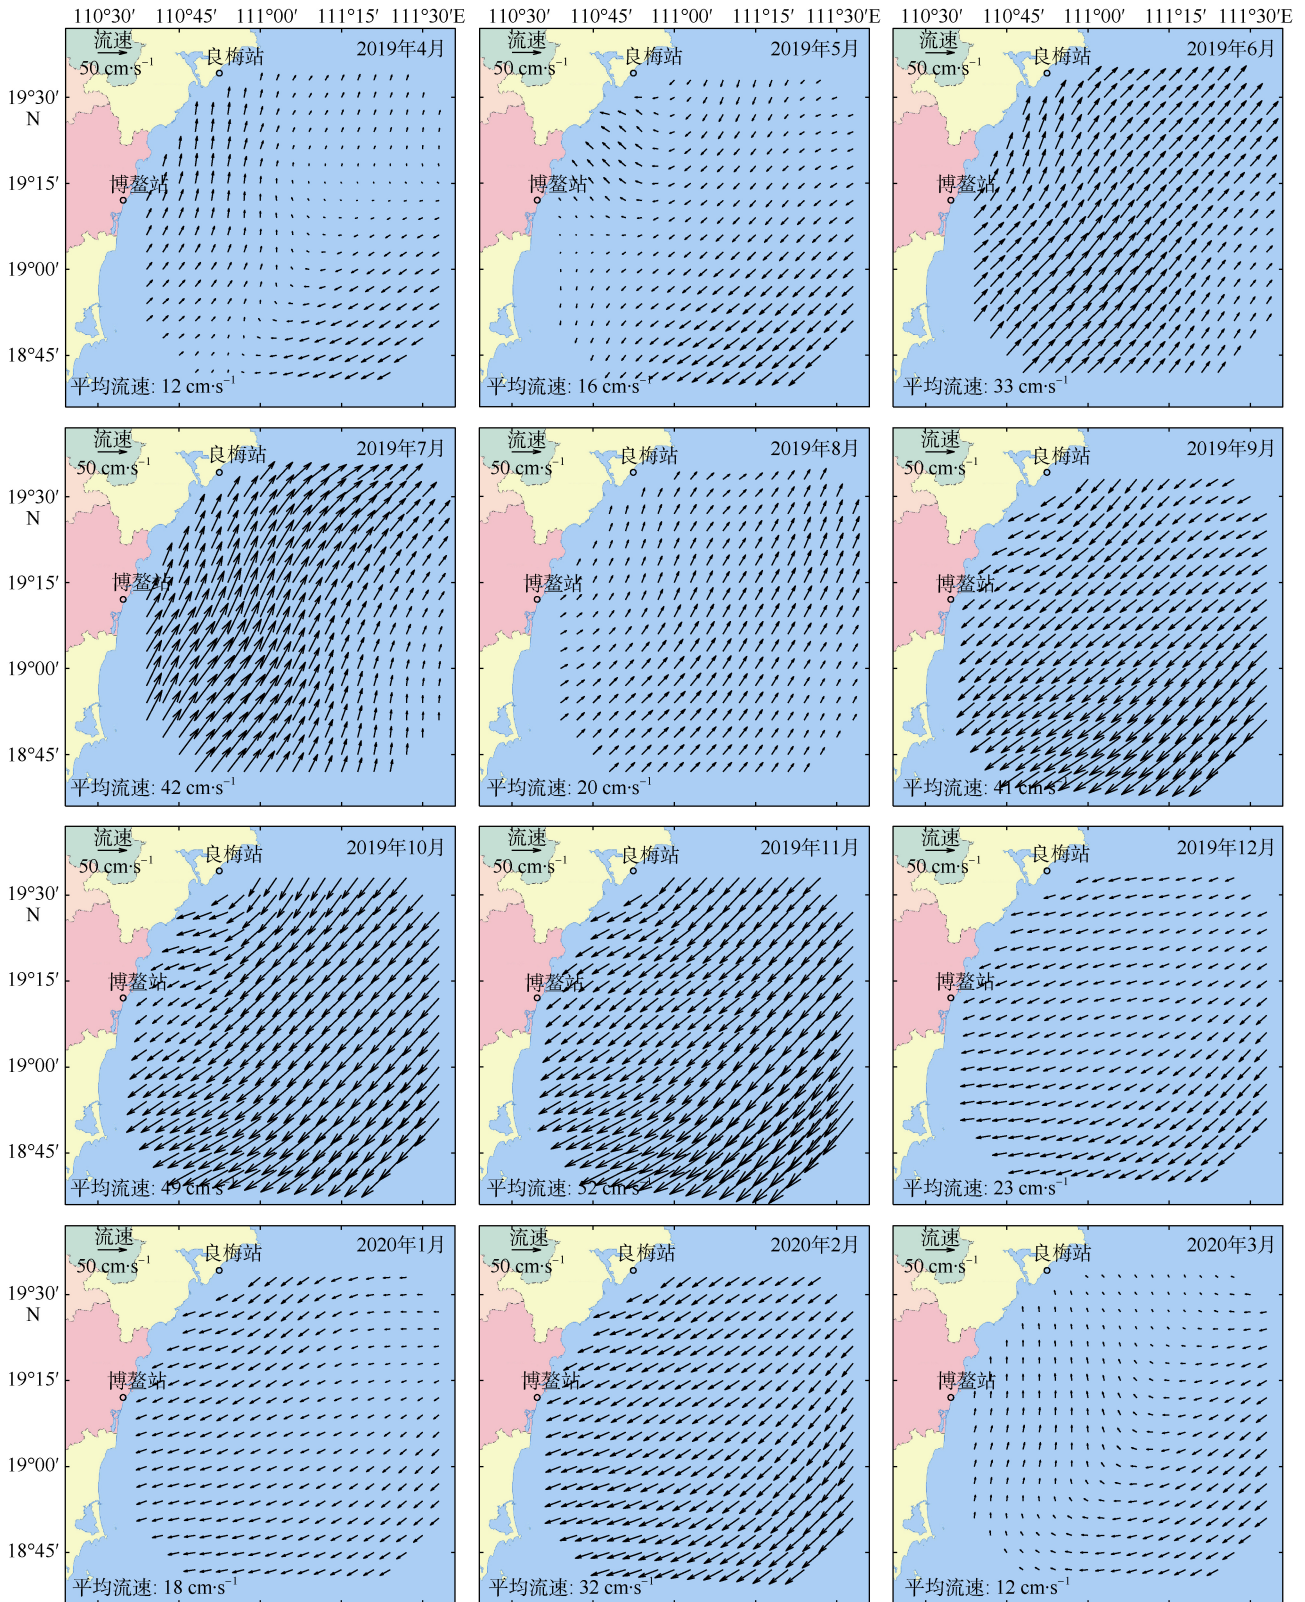 110°30′ 110°45′ 111°00′ 111°15′ 111°30′E
110°30′ 110°45′ 111°00′ 111°15′ 111°30′E
110°30′ 110°45′ 111°00′ 111°15′ 111°30′E
流速
50 cm·s⁻¹
良梅站
2019年4月
19°30′
N
19°15′
博鳌站
19°00′
18°45′
平均流速: 12 cm·s⁻¹
流速
50 cm·s⁻¹
良梅站
2019年5月
博鳌站
平均流速: 16 cm·s⁻¹
流速
50 cm·s⁻¹
良梅站
2019年6月
博鳌站
平均流速: 33 cm·s⁻¹
流速
50 cm·s⁻¹
良梅站
2019年7月
19°30′
N
19°15′
博鳌站
19°00′
18°45′
平均流速: 42 cm·s⁻¹
流速
50 cm·s⁻¹
良梅站
2019年8月
博鳌站
平均流速: 20 cm·s⁻¹
流速
50 cm·s⁻¹
良梅站
2019年9月
博鳌站
平均流速: 41 cm·s⁻¹
流速
50 cm·s⁻¹
良梅站
2019年10月
19°30′
N
19°15′
博鳌站
19°00′
18°45′
平均流速: 49 cm·s⁻¹
流速
50 cm·s⁻¹
良梅站
2019年11月
博鳌站
平均流速: 52 cm·s⁻¹
流速
50 cm·s⁻¹
良梅站
2019年12月
博鳌站
平均流速: 23 cm·s⁻¹
流速
50 cm·s⁻¹
良梅站
2020年1月
19°30′
N
19°15′
博鳌站
19°00′
18°45′
平均流速: 18 cm·s⁻¹
流速
50 cm·s⁻¹
良梅站
2020年2月
博鳌站
平均流速: 32 cm·s⁻¹
流速
50 cm·s⁻¹
良梅站
2020年3月
博鳌站
平均流速: 12 cm·s⁻¹